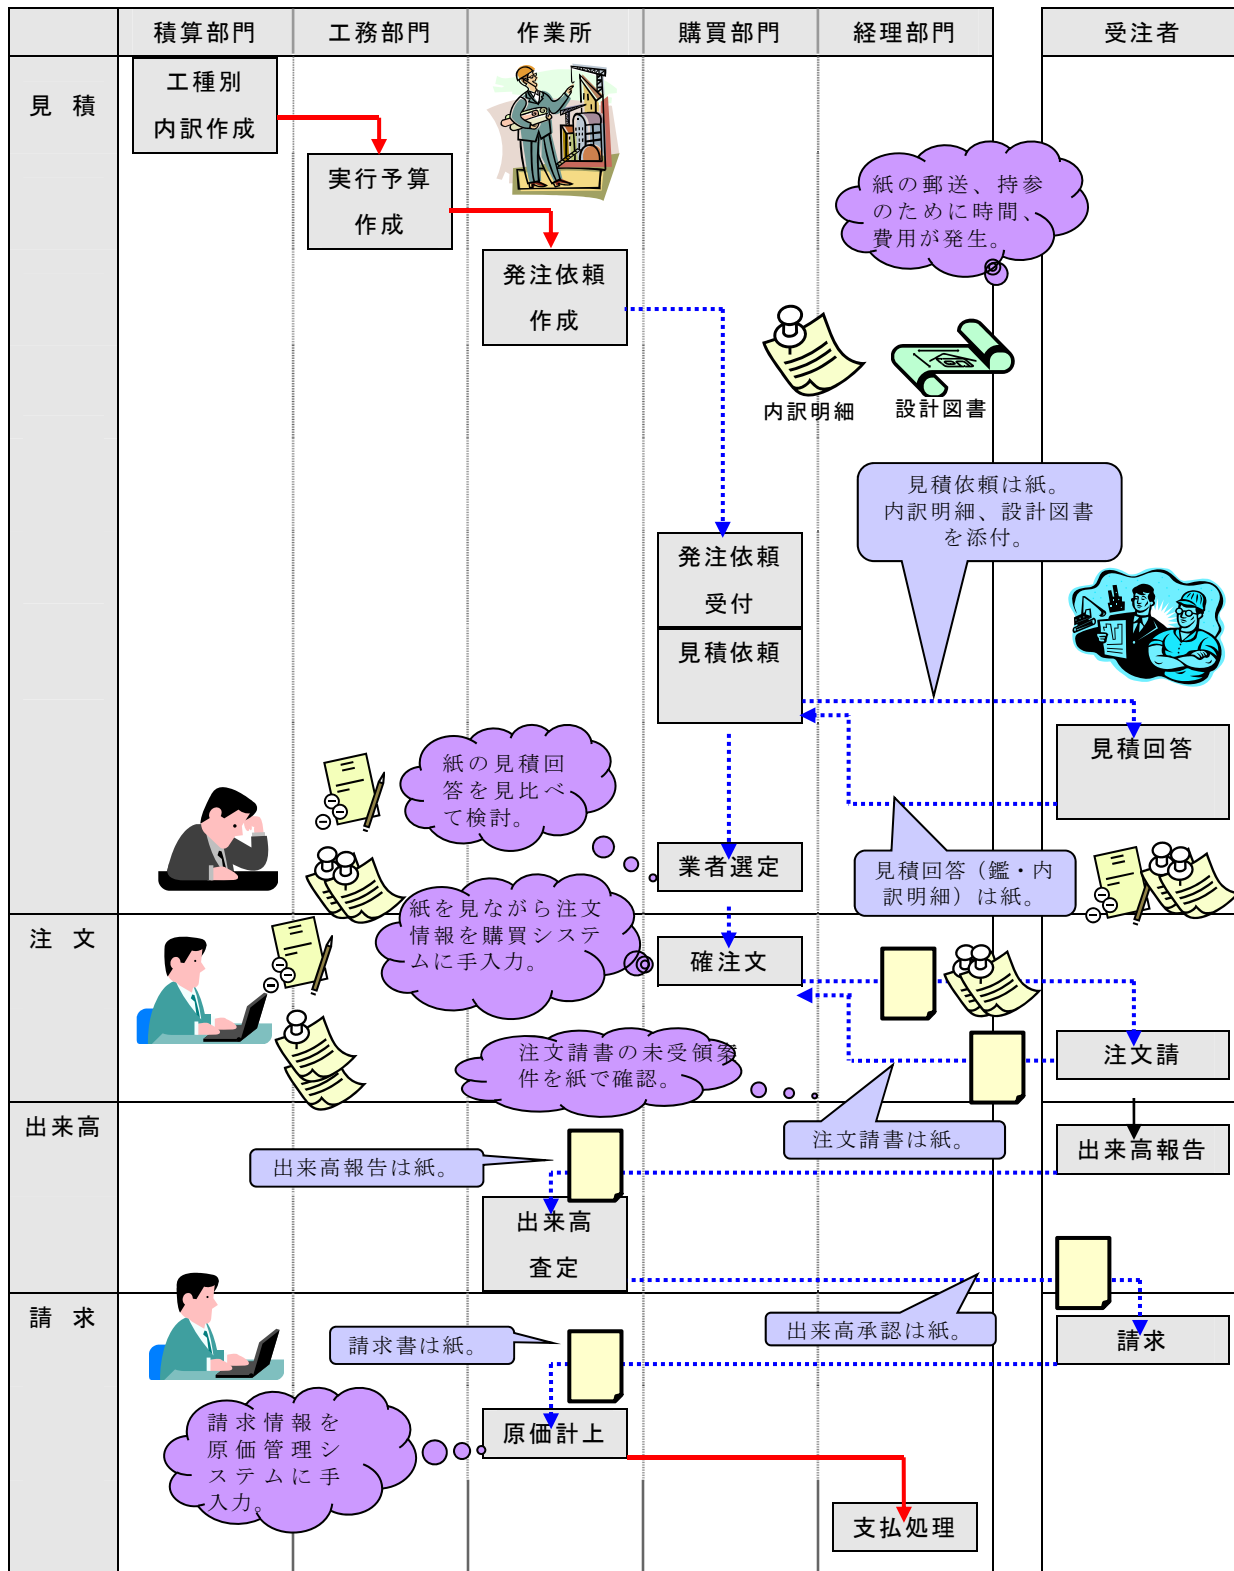 積算部門 工務部門 作業所 購買部門 経理部門 受注者
見 積
工種別
内訳作成
実行予算
作成
紙の郵送、持参
のために時間、
費用が発生。
発注依頼
作成
内訳明細 設計図書
見積依頼は紙。
内訳明細、設計図書
を添付。
発注依頼
受付
見積依頼
見積回答
紙の見積回
答を見比べ
て検討。
業者選定
見積回答（鑑・内
訳明細）は紙。
注 文
紙を見ながら注文
情報を購買システ
ムに手入力。
確注文
注文請書の未受領案
件を紙で確認。
注文請
出来高
注文請書は紙。
出来高報告
出来高報告は紙。
出来高
査定
請 求
出来高承認は紙。
請求
請求書は紙。
請求情報を
原価管理シ
ステムに手
入力。
原価計上
支払処理